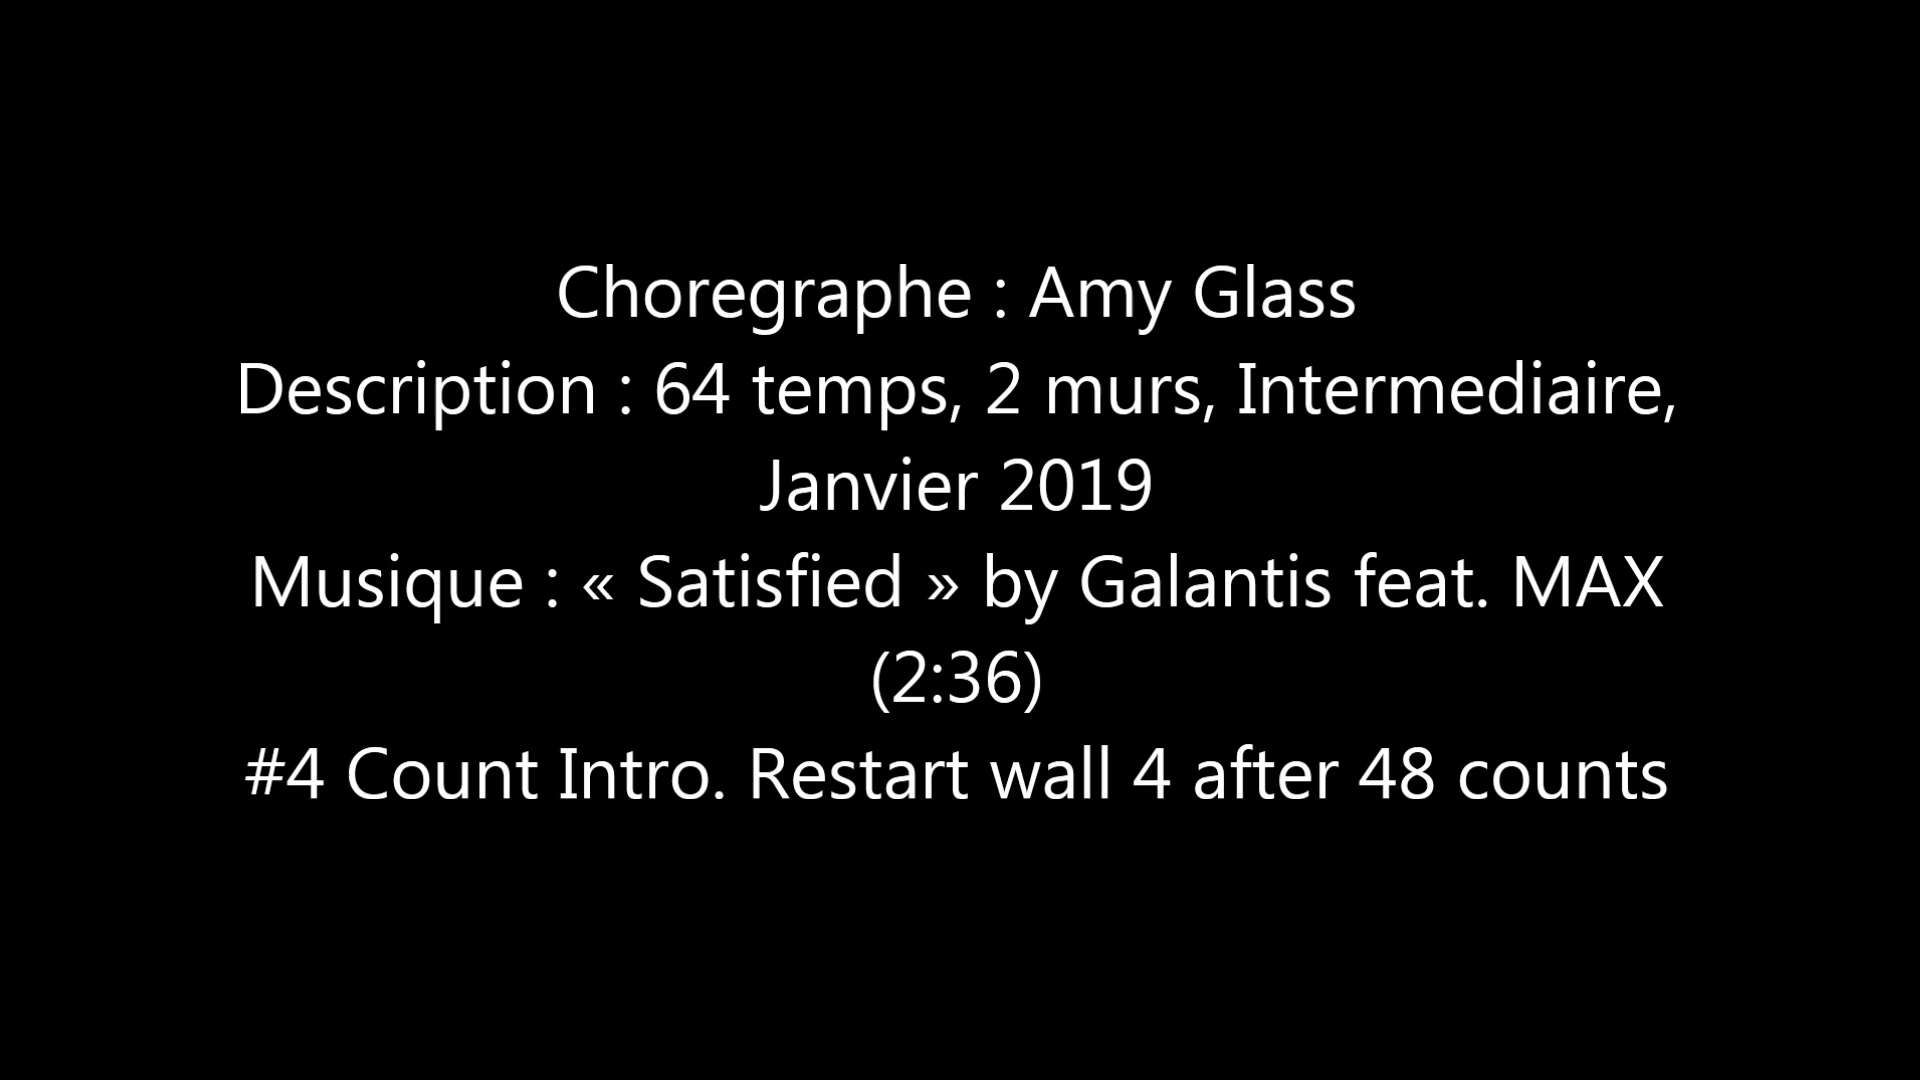 Choregraphe : Amy Glass
Description : 64 temps, 2 murs, Intermediaire,
Janvier 2019
Musique : « Satisfied » by Galantis feat. MAX
(2:36)
#4 Count Intro. Restart wall 4 after 48 counts